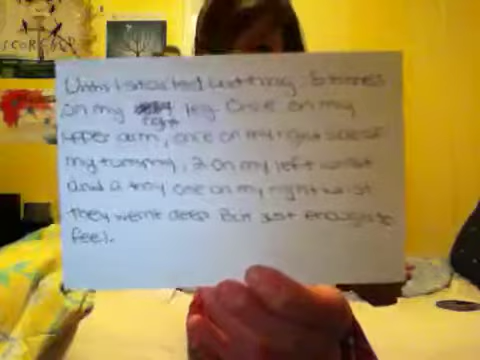 SCORCHED
Until I started cutting. 5 times
on my right leg. Once on my
upper arm, once on my right side of
my tummy, 2 on my left wrist
and a tiny one on my right wrist.
They weren't deep But just enough to
feel.